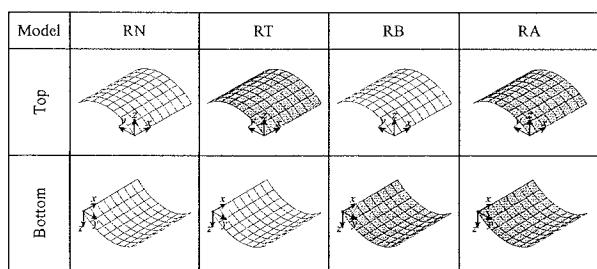 Model RN RT RB RA
Top
z z z z
y x y x y x y x
Bottom
x x x x
y y y y
z z z z